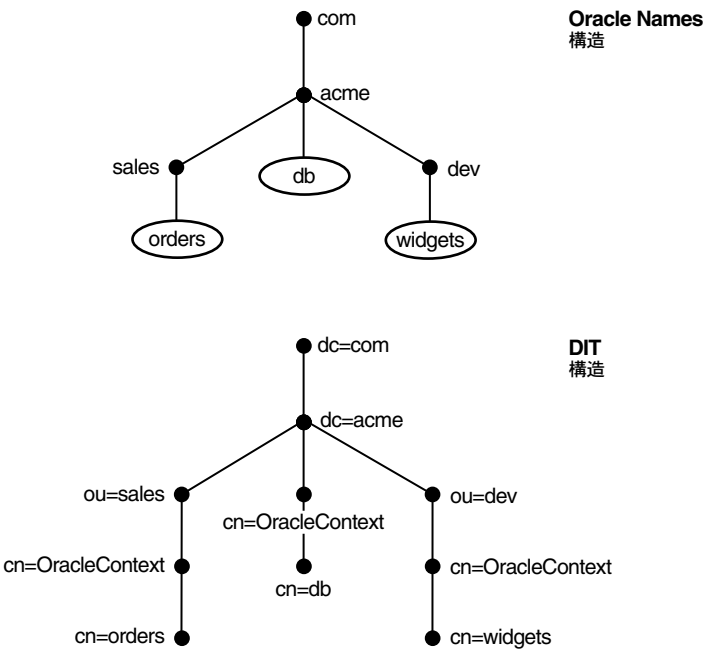 com
Oracle Names
構造
acme
sales
db
dev
orders
widgets
dc=com
DIT
構造
dc=acme
ou=sales
ou=dev
cn=OracleContext
cn=OracleContext
cn=OracleContext
cn=db
cn=orders
cn=widgets